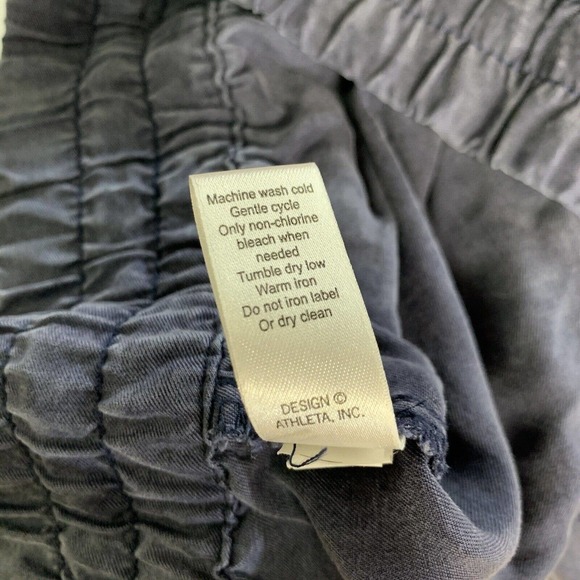 Machine wash cold
Gentle cycle
Only non-chlorine
bleach when
needed
Tumble dry low
Warm iron
Do not iron label
Or dry clean
DESIGN ©
ATHLETA, INC.